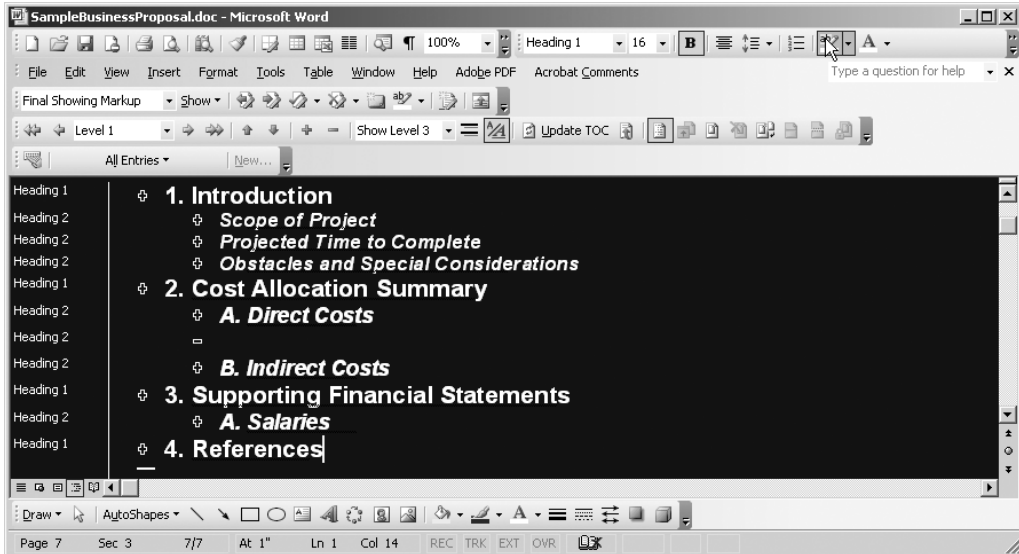 SampleBusinessProposal.doc - Microsoft Word
100% Heading 1 16 B A
File Edit View Insert Format Tools Table Window Help Adobe PDF Acrobat Comments Type a question for help
Final Showing Markup Show
Level 1 Show Level 3 Update TOC
All Entries New...
Heading 1 1. Introduction
Heading 2 Scope of Project
Heading 2 Projected Time to Complete
Heading 2 Obstacles and Special Considerations
Heading 1 2. Cost Allocation Summary
Heading 2 A. Direct Costs
Heading 2
Heading 2 B. Indirect Costs
Heading 1 3. Supporting Financial Statements
Heading 2 A. Salaries
Heading 1 4. References
Draw AutoShapes A
Page 7 Sec 3 7/7 At 1" Ln 1 Col 14 REC TRK EXT OVR